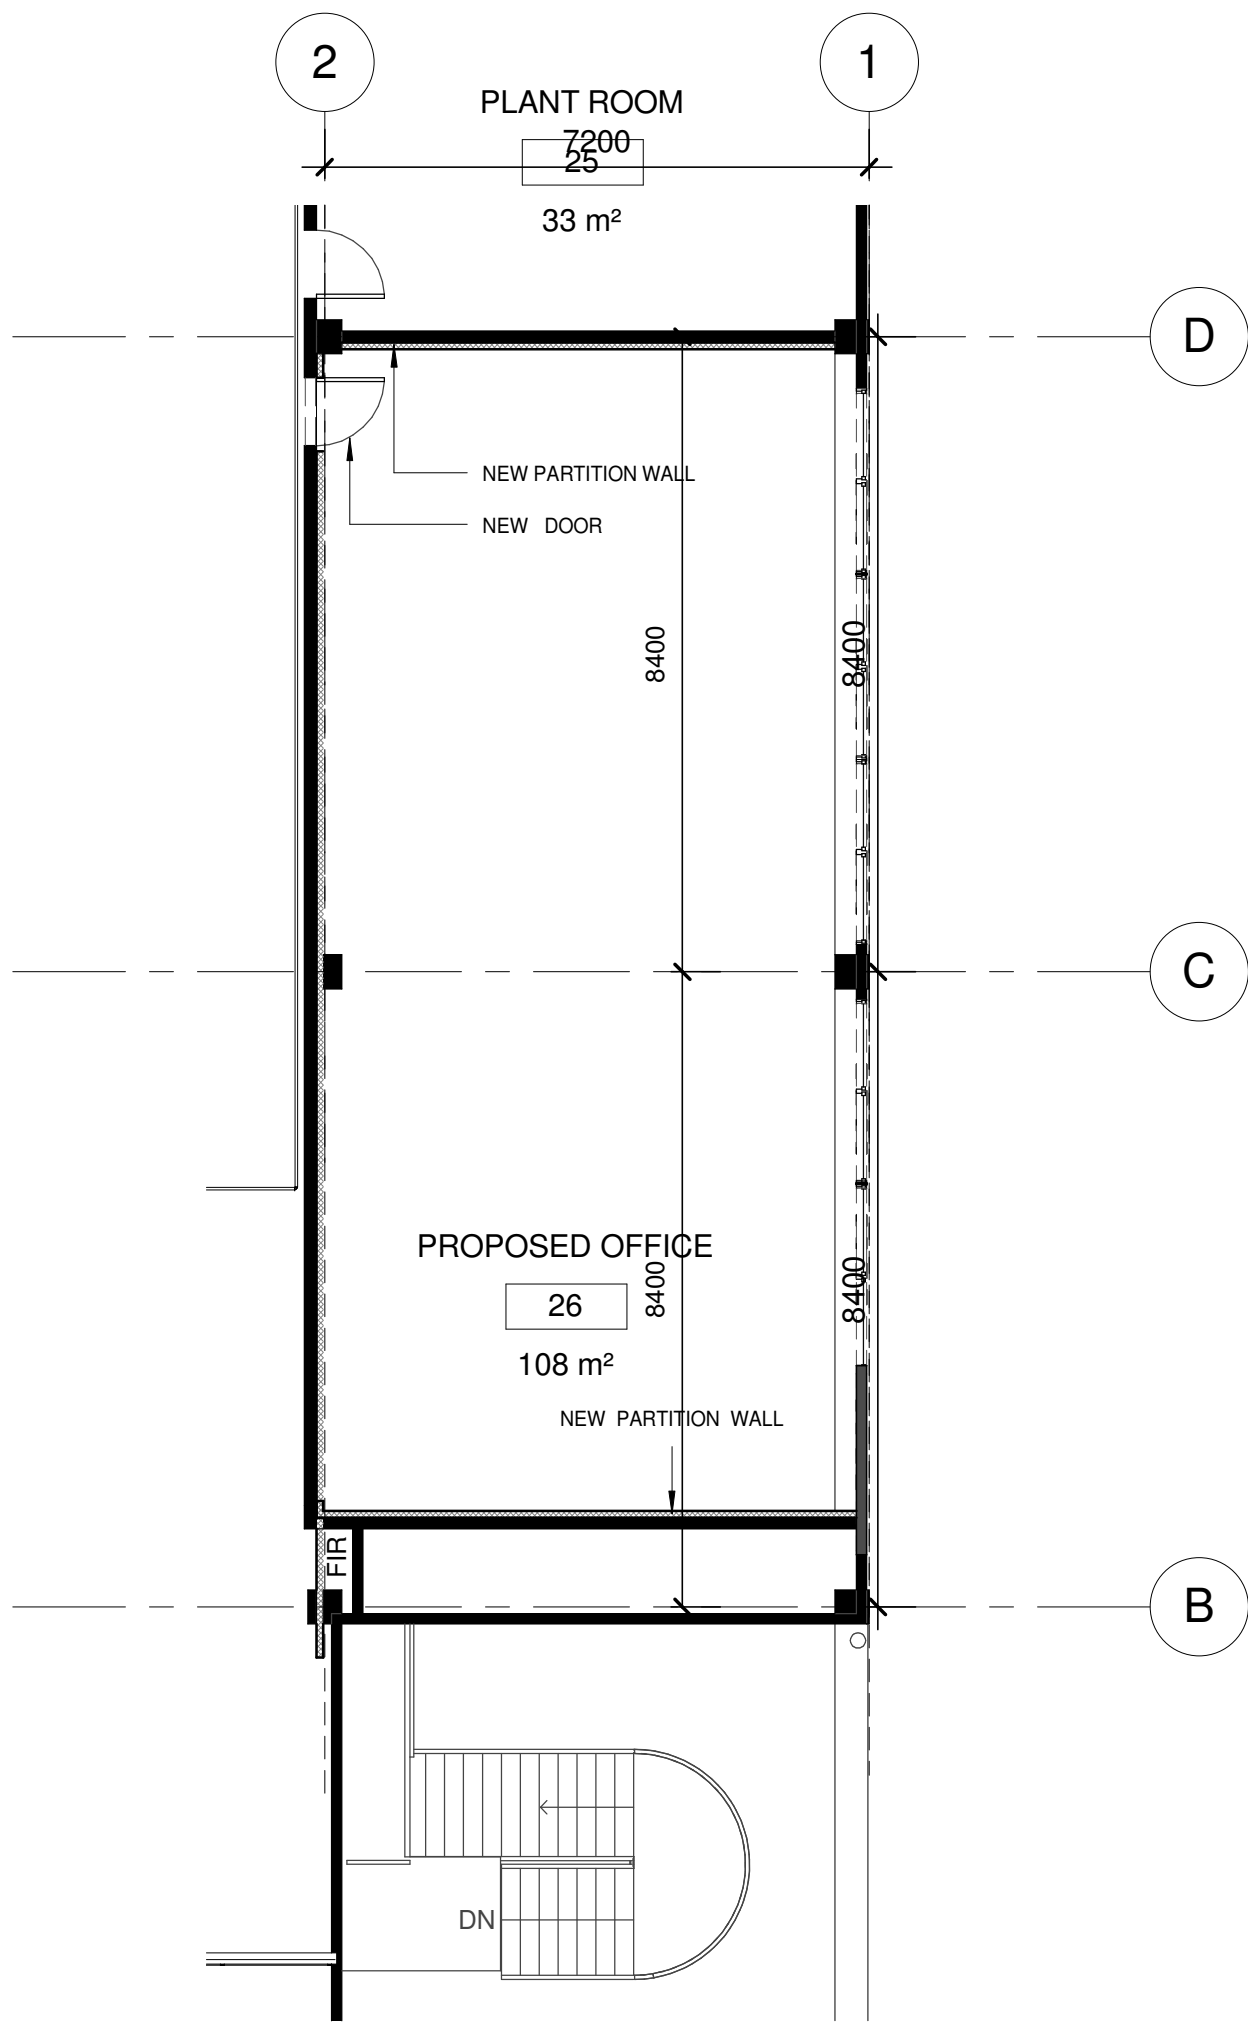 2
1
PLANT ROOM
7200
25
33 m²
D
NEW PARTITION WALL
NEW DOOR
8400
8400
C
PROPOSED OFFICE
8400
8400
26
108 m²
NEW PARTITION WALL
FIR
B
DN